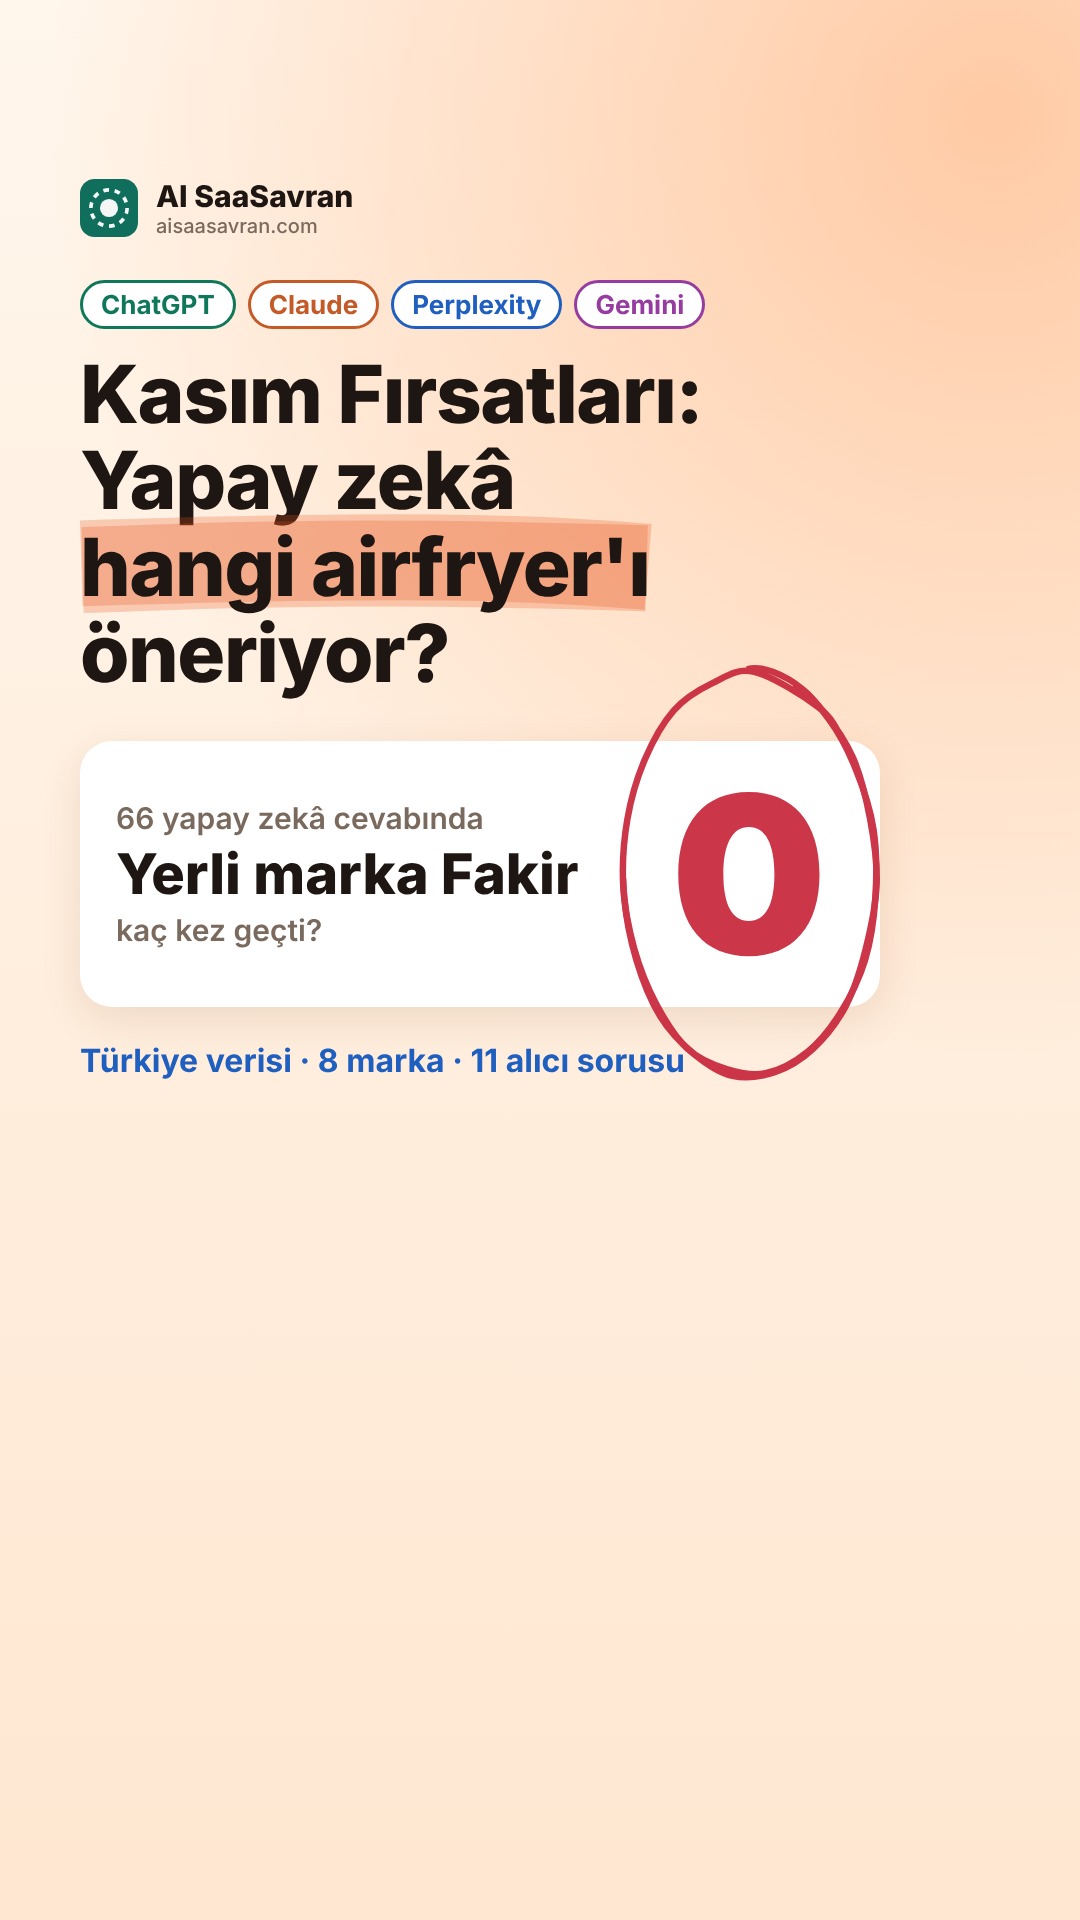 AI SaaSavran
aisaasavran.com
ChatGPT Claude Perplexity Gemini
Kasım Fırsatları:
Yapay zekâ
hangi airfryer'ı
öneriyor?
66 yapay zekâ cevabında
Yerli marka Fakir
kaç kez geçti?
0
Türkiye verisi · 8 marka · 11 alıcı sorusu